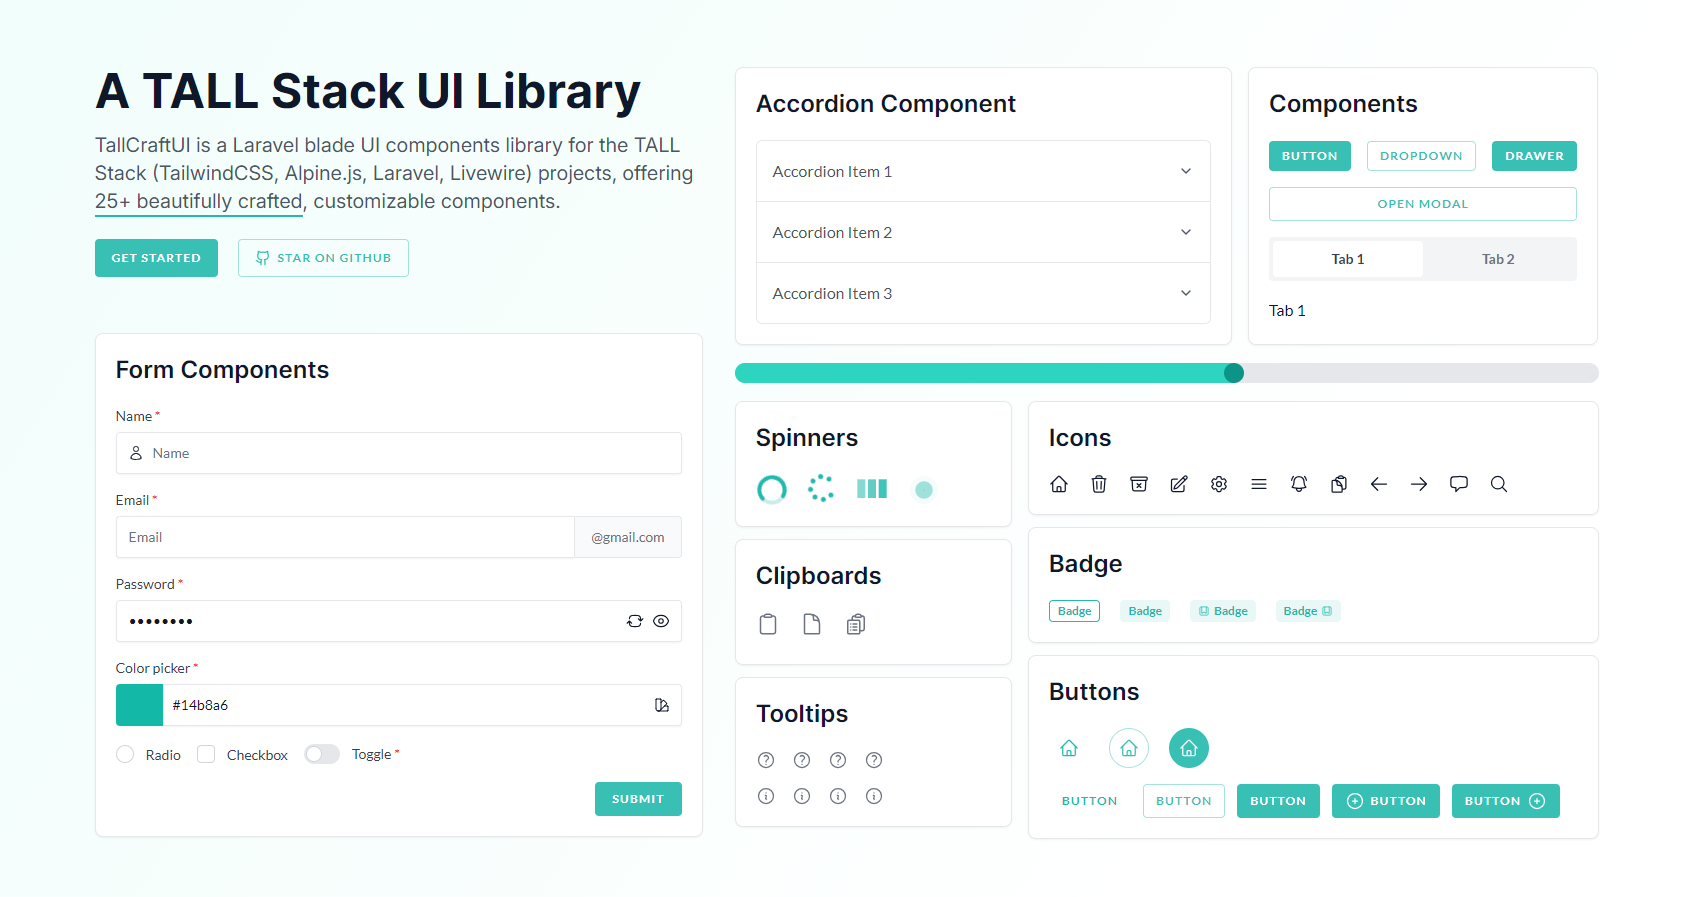 A TALL Stack UI Library
TallCraftUI is a Laravel blade UI components library for the TALL
Stack (TailwindCSS, Alpine.js, Laravel, Livewire) projects, offering
25+ beautifully crafted, customizable components.
GET STARTED
STAR ON GITHUB
Form Components
Name *
Name
Email *
Email
@gmail.com
Password *
••••••••
Color picker *
#14b8a6
Radio
Checkbox
Toggle *
SUBMIT
Accordion Component
Accordion Item 1
Accordion Item 2
Accordion Item 3
Components
BUTTON
DROPDOWN
DRAWER
OPEN MODAL
Tab 1
Tab 2
Tab 1
Spinners
Icons
Clipboards
Badge
Badge
Badge
Badge
Badge
Tooltips
Buttons
BUTTON
BUTTON
BUTTON
BUTTON
BUTTON